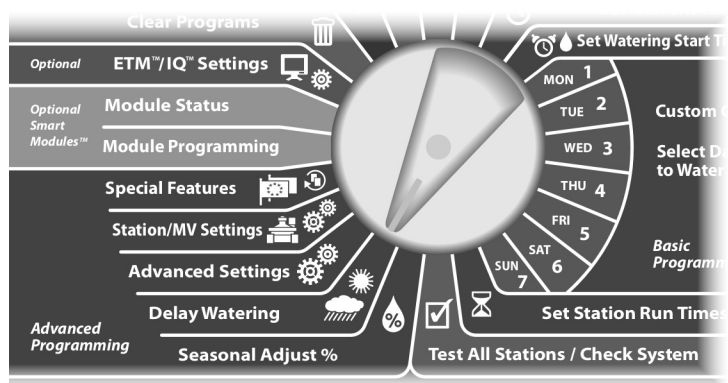 Clear Programs
Optional
ETM™/IQ™ Settings
Optional
Smart
Modules™
Module Status
Module Programming
Special Features
Station/MV Settings
Advanced Settings
Delay Watering
Advanced
Programming
Seasonal Adjust %
%
Set Watering Start
MON 1
TUE 2
WED 3
THU 4
FRI 5
SAT 6
SUN 7
Custom
Select
to Water
Basic
Set Station Run Times
Test All Stations / Check System